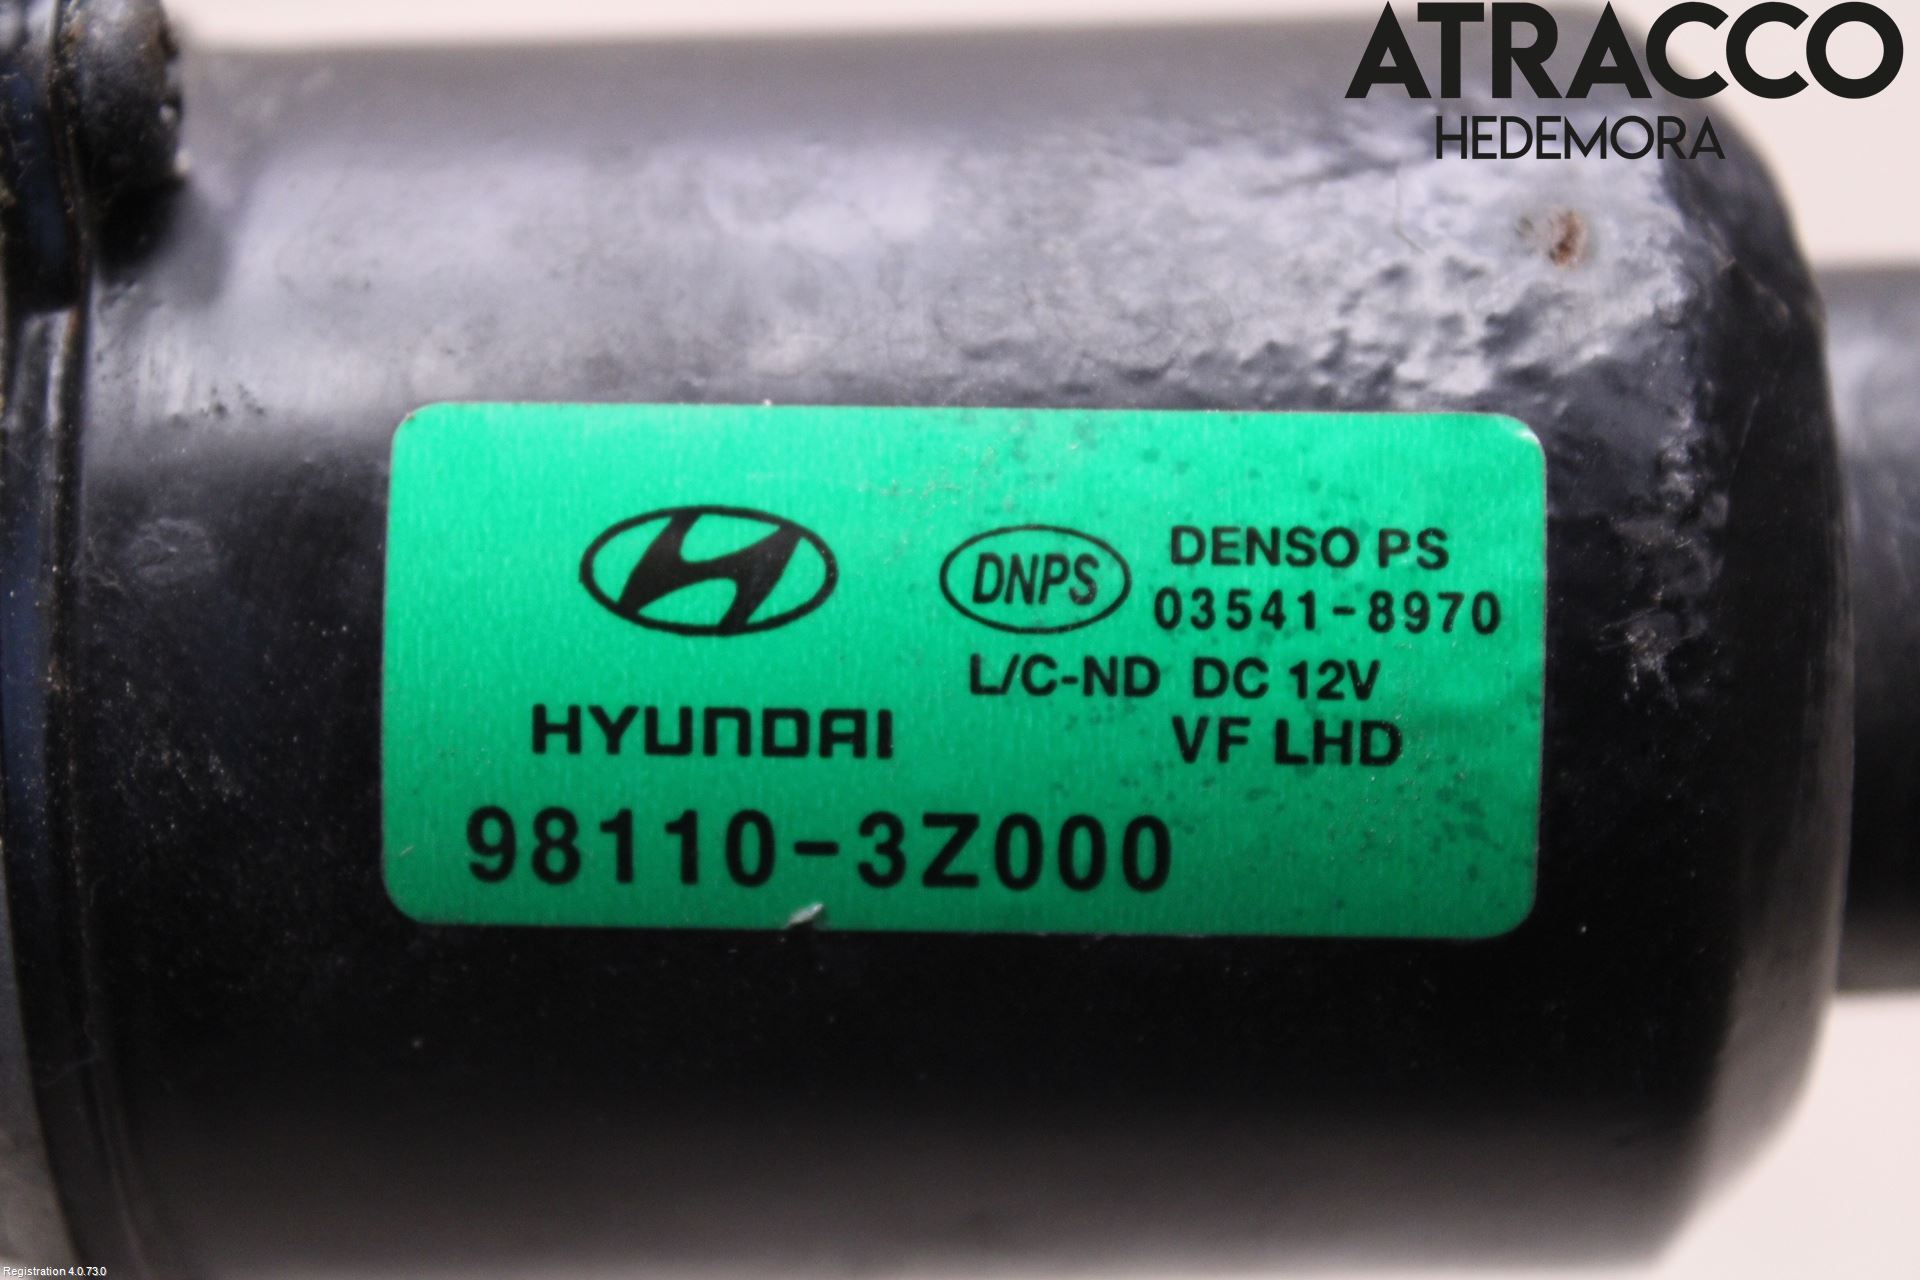 ATRACCO
HEDEMORA
DNPS
DENSO PS
03541-8970
L/C-ND DC 12V
HYUNDAI
VF LHD
98110-3Z000
Registration 4.0.73.0